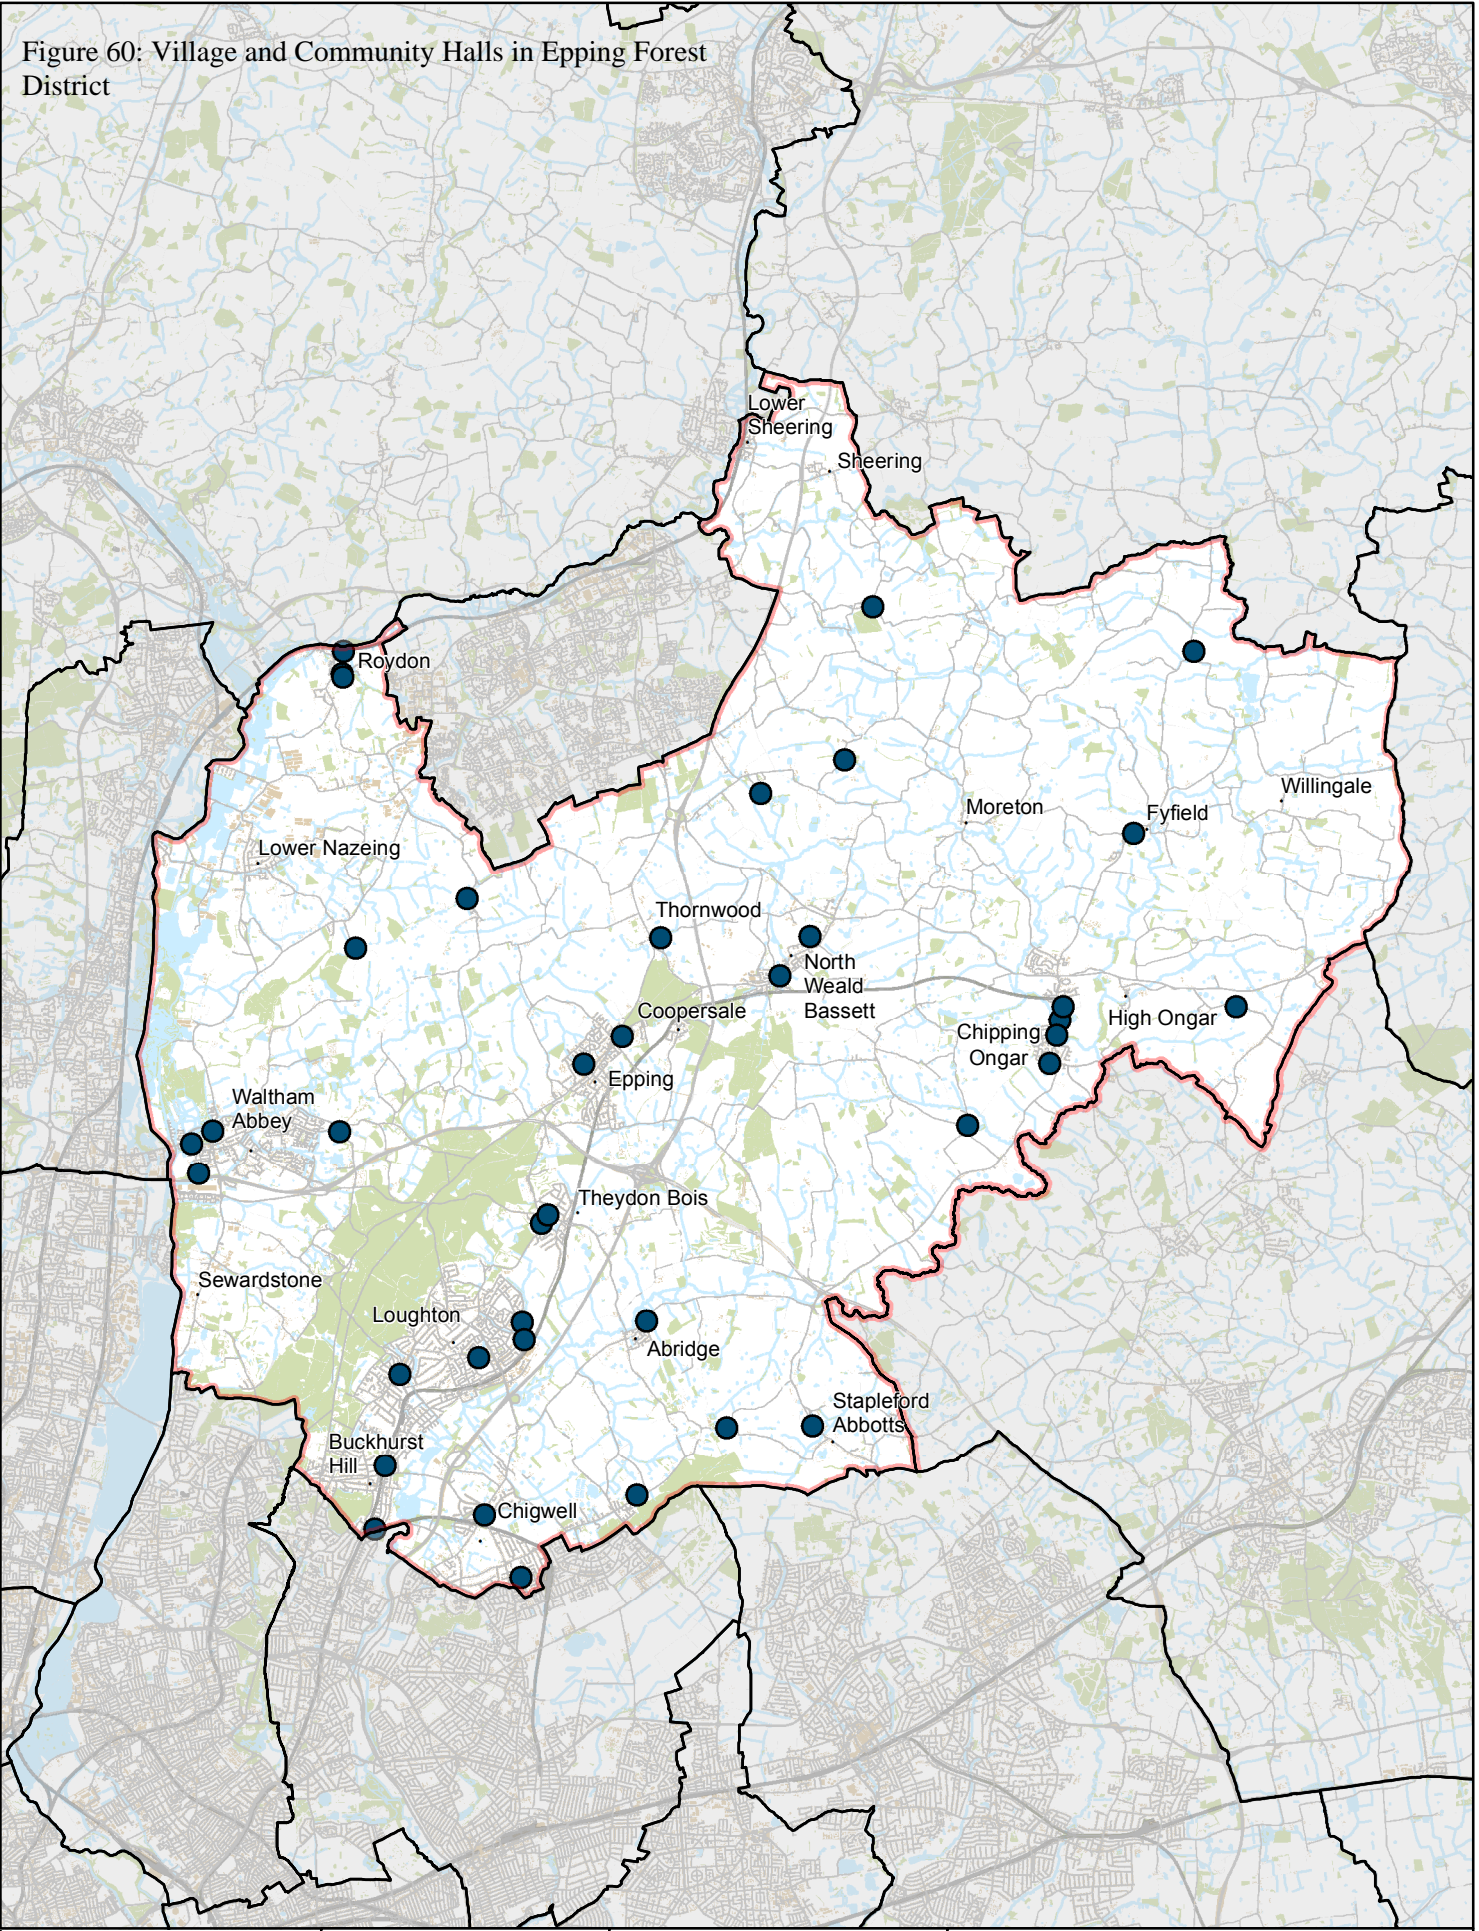 Figure 60: Village and Community Halls in Epping Forest
District
Lower
Sheering
Sheering
Roydon
Willingale
Moreton
Fyfield
Lower Nazeing
Thornwood
North
Weald
Bassett
Coopersale
High Ongar
Chipping
Ongar
Epping
Waltham
Abbey
Theydon Bois
Sewardstone
Loughton
Abridge
Stapleford
Abbotts
Buckhurst
Hill
Chigwell